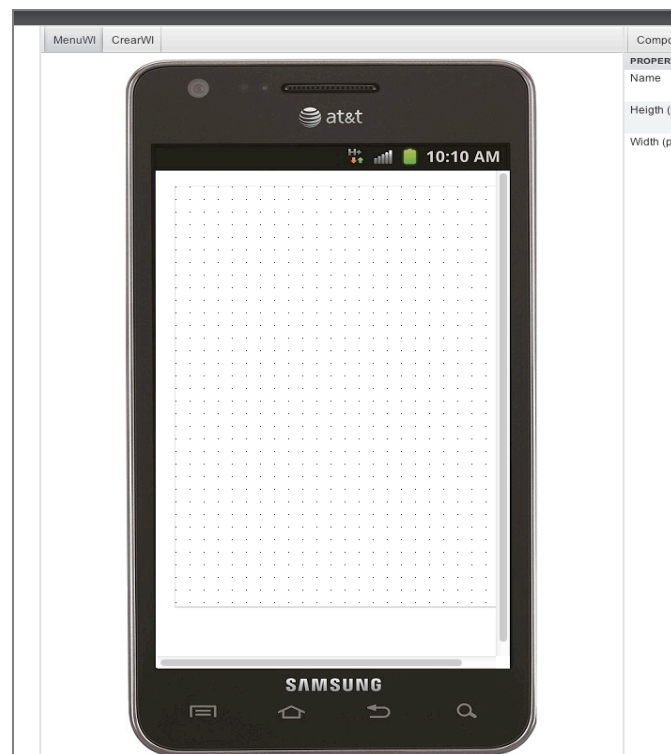 MenuWI CrearWI Compo
PROPER
Name
Heigth (
Width (p
at&t
H+ 10:10 AM
SAMSUNG